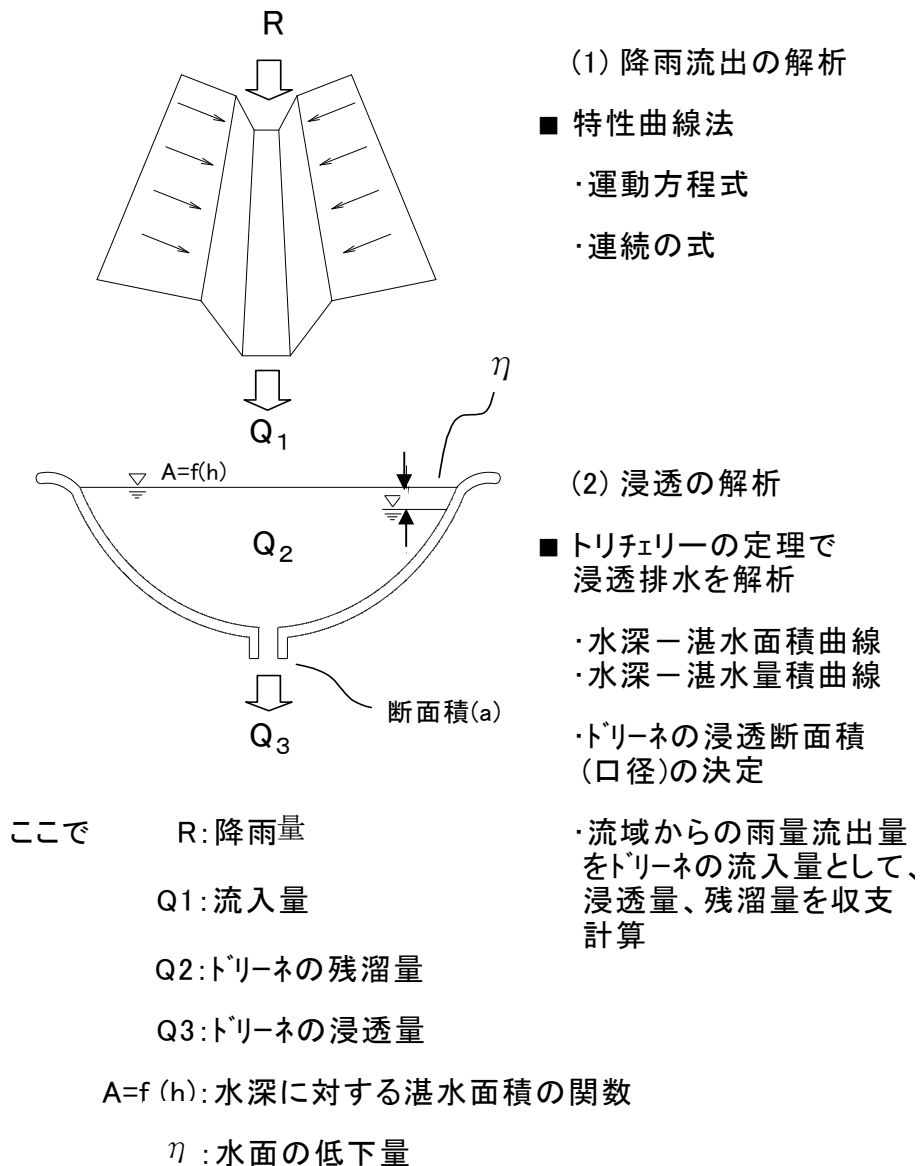 R
(1) 降雨流出の解析
■ 特性曲線法
・運動方程式
・連続の式
η
Q₁
A=f(h)
Q₂
断面積(a)
Q₃
(2) 浸透の解析
■ トリチェリーの定理で
浸透排水を解析
・水深－湛水面積曲線
・水深－湛水量積曲線
・ﾄﾞﾘｰﾈの浸透断面積
(口径)の決定
・流域からの雨量流出量
をﾄﾞﾘｰﾈの流入量として、
浸透量、残溜量を収支
計算
ここで R:降雨量
Q1:流入量
Q2:ﾄﾞﾘｰﾈの残溜量
Q3:ﾄﾞﾘｰﾈの浸透量
A=f (h):水深に対する湛水面積の関数
η :水面の低下量